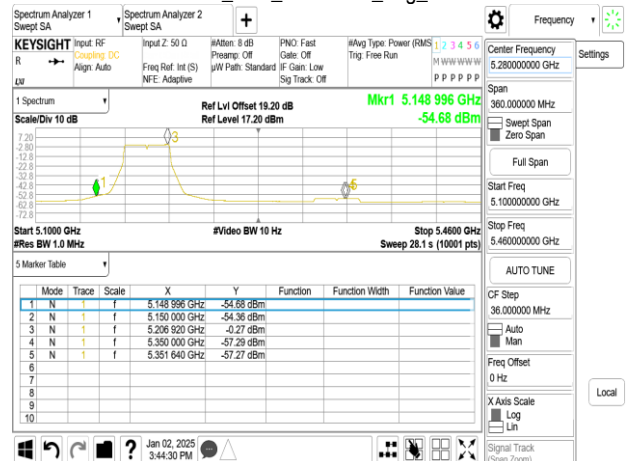 Spectrum Analyzer 1
Swept SA
Spectrum Analyzer 2
Swept SA
+
Frequency
KEYSIGHT
R
LXI
Input: RF
Coupling: DC
Align: Auto
Input Z: 50 Ω
Freq Ref: Int (S)
NFE: Adaptive
#Atten: 8 dB
Preamp: Off
µW Path: Standard
PNO: Fast
Gate: Off
IF Gain: Low
Sig Track: Off
#Avg Type: Power (RMS
Trig: Free Run
1 2 3 4 5 6
M W W W W W
P P P P P P
Center Frequency
5.280000000 GHz
Settings
1 Spectrum
Scale/Div 10 dB
Ref Lvl Offset 19.20 dB
Ref Level 17.20 dBm
Mkr1 5.148 996 GHz
-54.68 dBm
Span
360.000000 MHz
Swept Span
Zero Span
Full Span
Start Freq
5.100000000 GHz
Stop Freq
5.460000000 GHz
AUTO TUNE
CF Step
36.000000 MHz
Auto
Man
Freq Offset
0 Hz
X Axis Scale
Log
Lin
Local
Signal Track
(Span Zoom)
7.20
-2.80
-12.8
-22.8
-32.8
-42.8
-52.8
-62.8
-72.8
1
3
5
Start 5.1000 GHz
#Res BW 1.0 MHz
#Video BW 10 Hz
Stop 5.4600 GHz
Sweep 28.1 s (10001 pts)
5 Marker Table
Mode Trace Scale X Y Function Function Width Function Value
1 N 1 f 5.148 996 GHz -54.68 dBm
2 N 1 f 5.150 000 GHz -54.36 dBm
3 N 1 f 5.206 920 GHz -0.27 dBm
4 N 1 f 5.350 000 GHz -57.29 dBm
5 N 1 f 5.351 640 GHz -57.27 dBm
6
7
8
9
10
?
Jan 02, 2025
3:44:30 PM